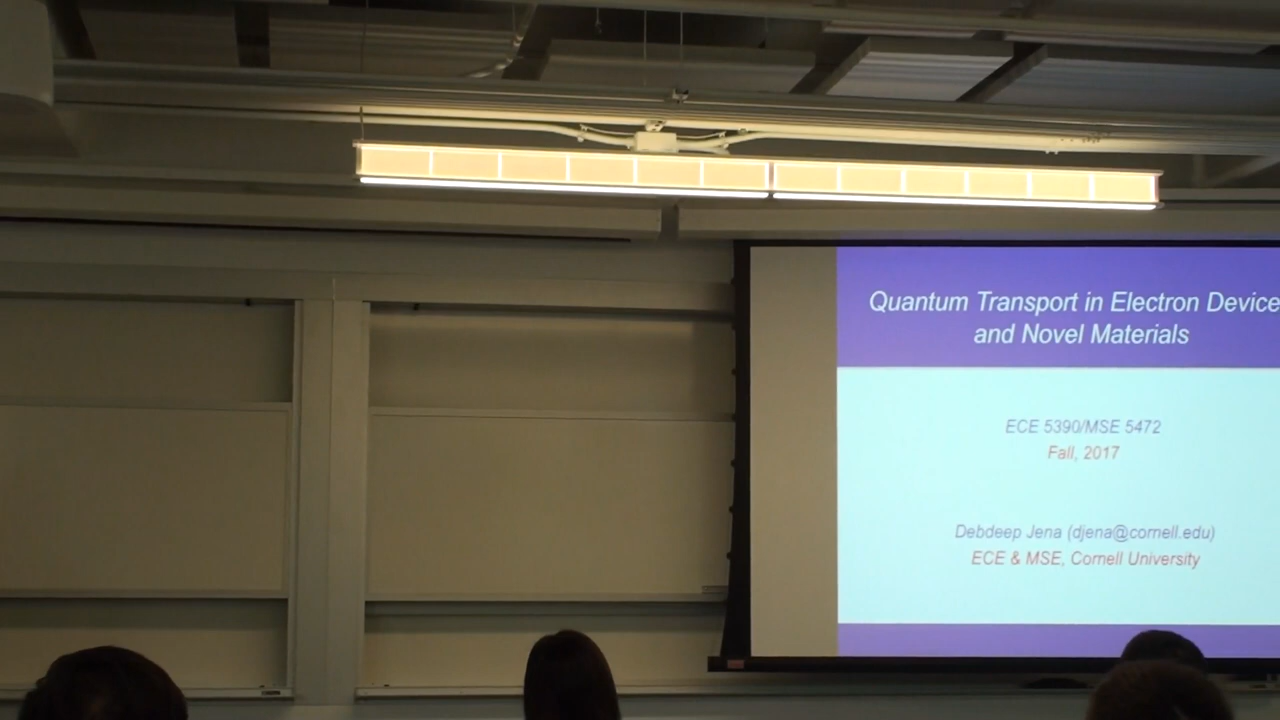 Quantum Transport in Electron Device
and Novel Materials
ECE 5390/MSE 5472
Fall, 2017
Debdeep Jena (djena@cornell.edu)
ECE & MSE, Cornell University